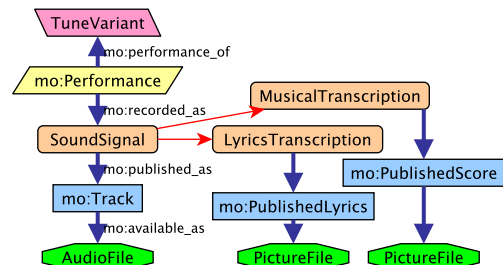 TuneVariant
mo:performance_of
mo:Performance
mo:recorded_as
MusicalTranscription
SoundSignal
LyricsTranscription
mo:published_as
mo:PublishedScore
mo:Track
mo:PublishedLyrics
mo:available_as
AudioFile
PictureFile
PictureFile